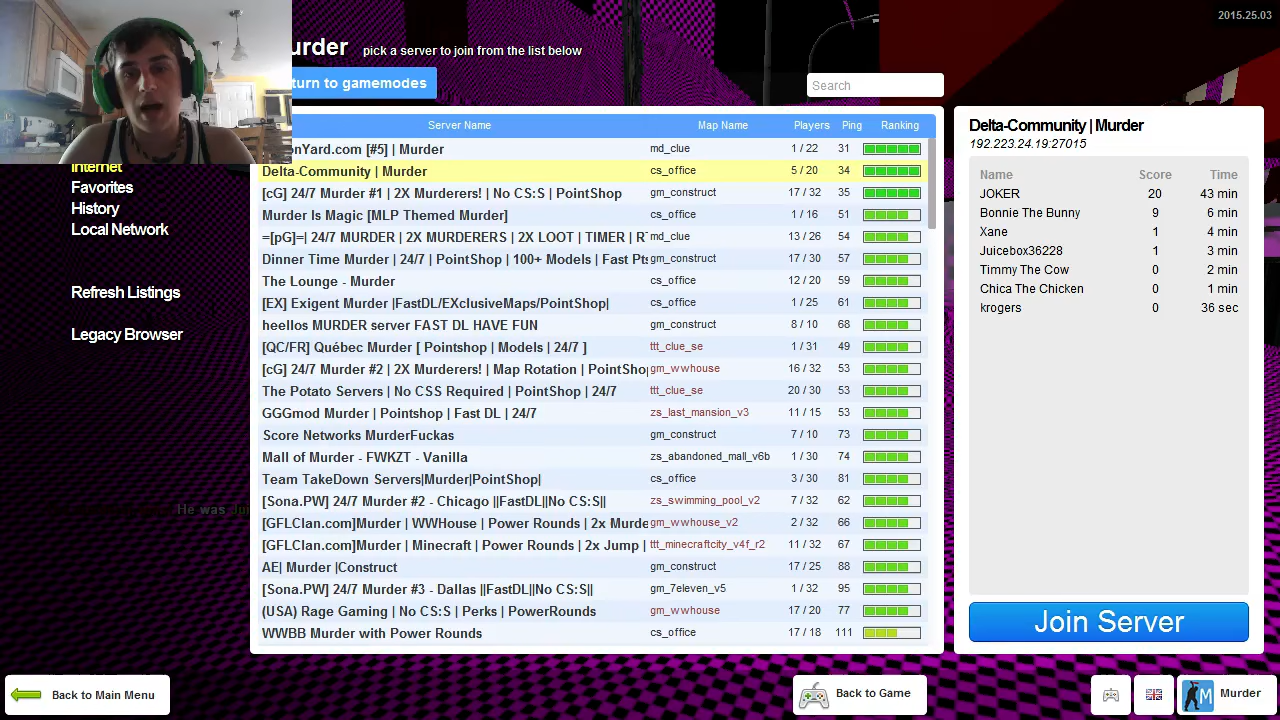 2015.25.03
urder pick a server to join from the list below
turn to gamemodes
Search
Server Name Map Name Players Ping Ranking
onYard.com [#5] | Murder md_clue 1 / 22 31
Delta-Community | Murder cs_office 5 / 20 34
[cG] 24/7 Murder #1 | 2X Murderers! | No CS:S | PointShop gm_construct 17 / 32 35
Murder Is Magic [MLP Themed Murder] cs_office 1 / 16 51
=[pG]=| 24/7 MURDER | 2X MURDERERS | 2X LOOT | TIMER | R md_clue 13 / 26 54
Dinner Time Murder | 24/7 | PointShop | 100+ Models | Fast Pts gm_construct 17 / 30 57
The Lounge - Murder cs_office 12 / 20 59
[EX] Exigent Murder |FastDL/EXclusiveMaps/PointShop| cs_office 1 / 25 61
heellos MURDER server FAST DL HAVE FUN gm_construct 8 / 10 68
[QC/FR] Québec Murder [ Pointshop | Models | 24/7 ] ttt_clue_se 1 / 31 49
[cG] 24/7 Murder #2 | 2X Murderers! | Map Rotation | PointSho gm_wwhouse 16 / 32 53
The Potato Servers | No CSS Required | PointShop | 24/7 ttt_clue_se 20 / 30 53
GGGmod Murder | Pointshop | Fast DL | 24/7 zs_last_mansion_v3 11 / 15 53
Score Networks MurderFuckas gm_construct 7 / 10 73
Mall of Murder - FWKZT - Vanilla zs_abandoned_mall_v6b 1 / 30 74
Team TakeDown Servers|Murder|PointShop| cs_office 3 / 30 81
[Sona.PW] 24/7 Murder #2 - Chicago ||FastDL||No CS:S|| zs_swimming_pool_v2 7 / 32 62
[GFLClan.com]Murder | WWHouse | Power Rounds | 2x Murde gm_wwhouse_v2 2 / 32 66
[GFLClan.com]Murder | Minecraft | Power Rounds | 2x Jump | ttt_minecraftcity_v4f_r2 11 / 32 67
AE| Murder |Construct gm_construct 17 / 25 88
[Sona.PW] 24/7 Murder #3 - Dallas ||FastDL||No CS:S|| gm_7eleven_v5 1 / 32 95
(USA) Rage Gaming | No CS:S | Perks | PowerRounds gm_wwhouse 17 / 20 77
WWBB Murder with Power Rounds cs_office 17 / 18 111
Internet
Favorites
History
Local Network
Refresh Listings
Legacy Browser
He was
Delta-Community | Murder
192.223.24.19:27015
Name Score Time
JOKER 20 43 min
Bonnie The Bunny 9 6 min
Xane 1 4 min
Juicebox36228 1 3 min
Timmy The Cow 0 2 min
Chica The Chicken 0 1 min
krogers 0 36 sec
Join Server
Back to Main Menu
Back to Game
M Murder